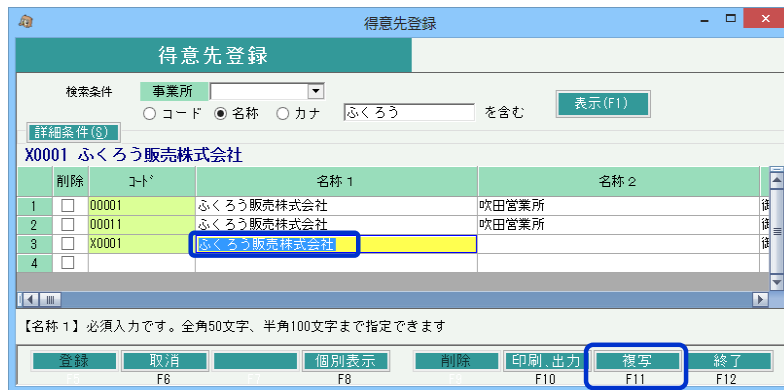 得意先登録
得意先登録
検索条件 事業所
コード 名称 カナ ふくろう を含む 表示(F1)
詳細条件(S)
X0001 ふくろう販売株式会社
削除 コード 名称1 名称2
1 00001 ふくろう販売株式会社 吹田営業所 御
2 00011 ふくろう販売株式会社 吹田営業所 御
3 X0001 ふくろう販売株式会社
4
【名称1】必須入力です。全角50文字、半角100文字まで指定できます
登録 取消 個別表示 削除 印刷、出力 複写 終了
F5 F6 F7 F8 F9 F10 F11 F12